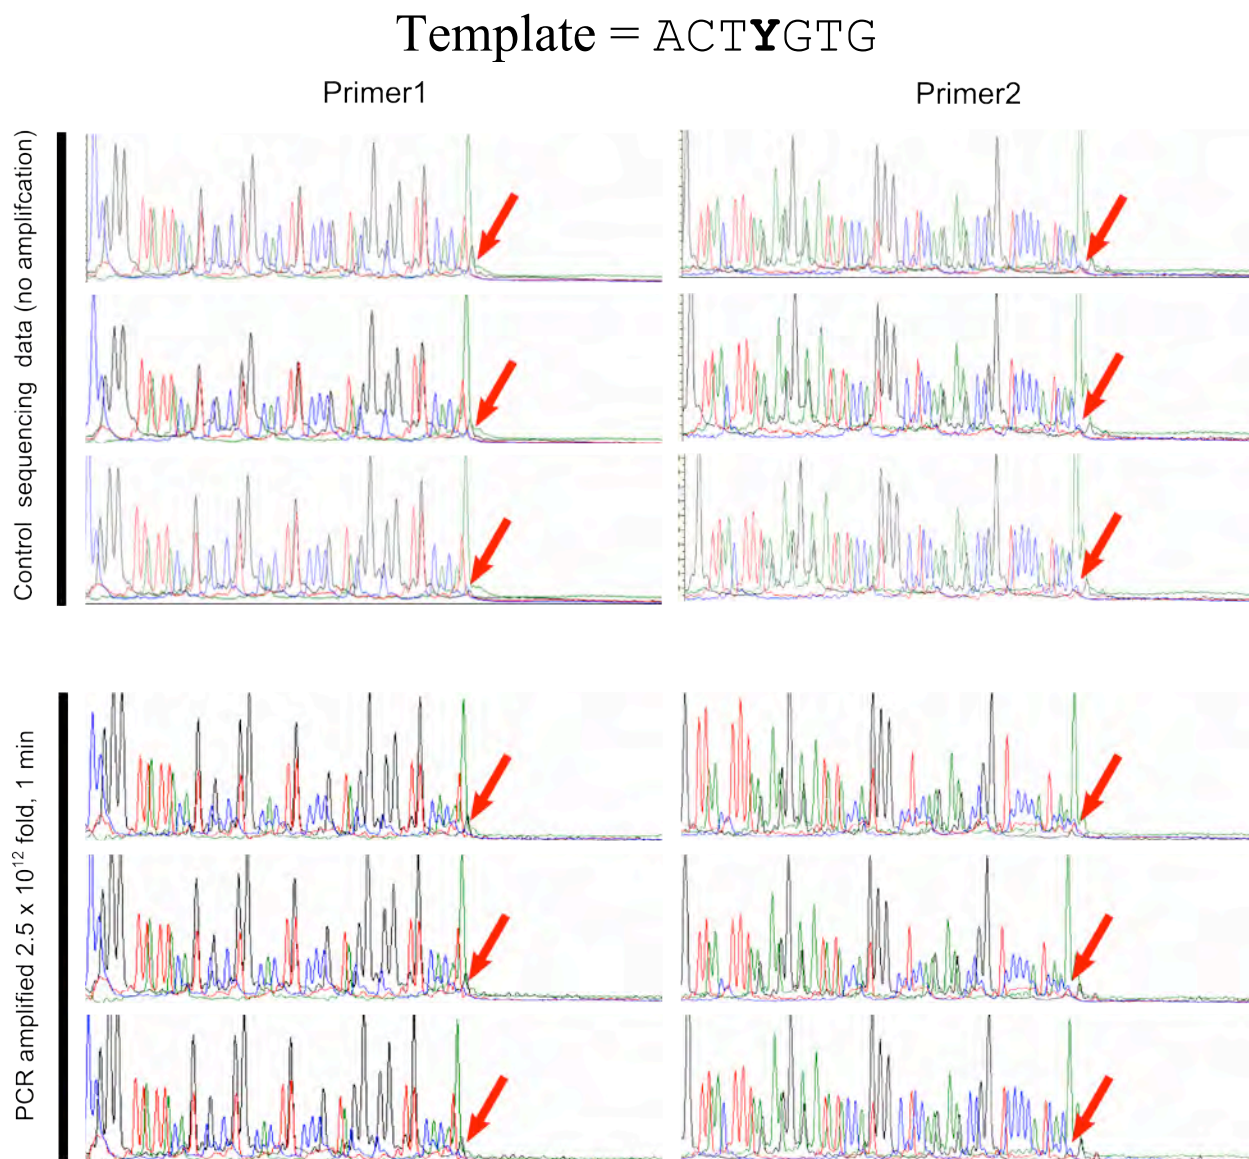 Template = ACTYGTG
Primer1
Primer2
Control sequencing data (no amplifcation)
PCR amplified 2.5 x 10¹² fold, 1 min